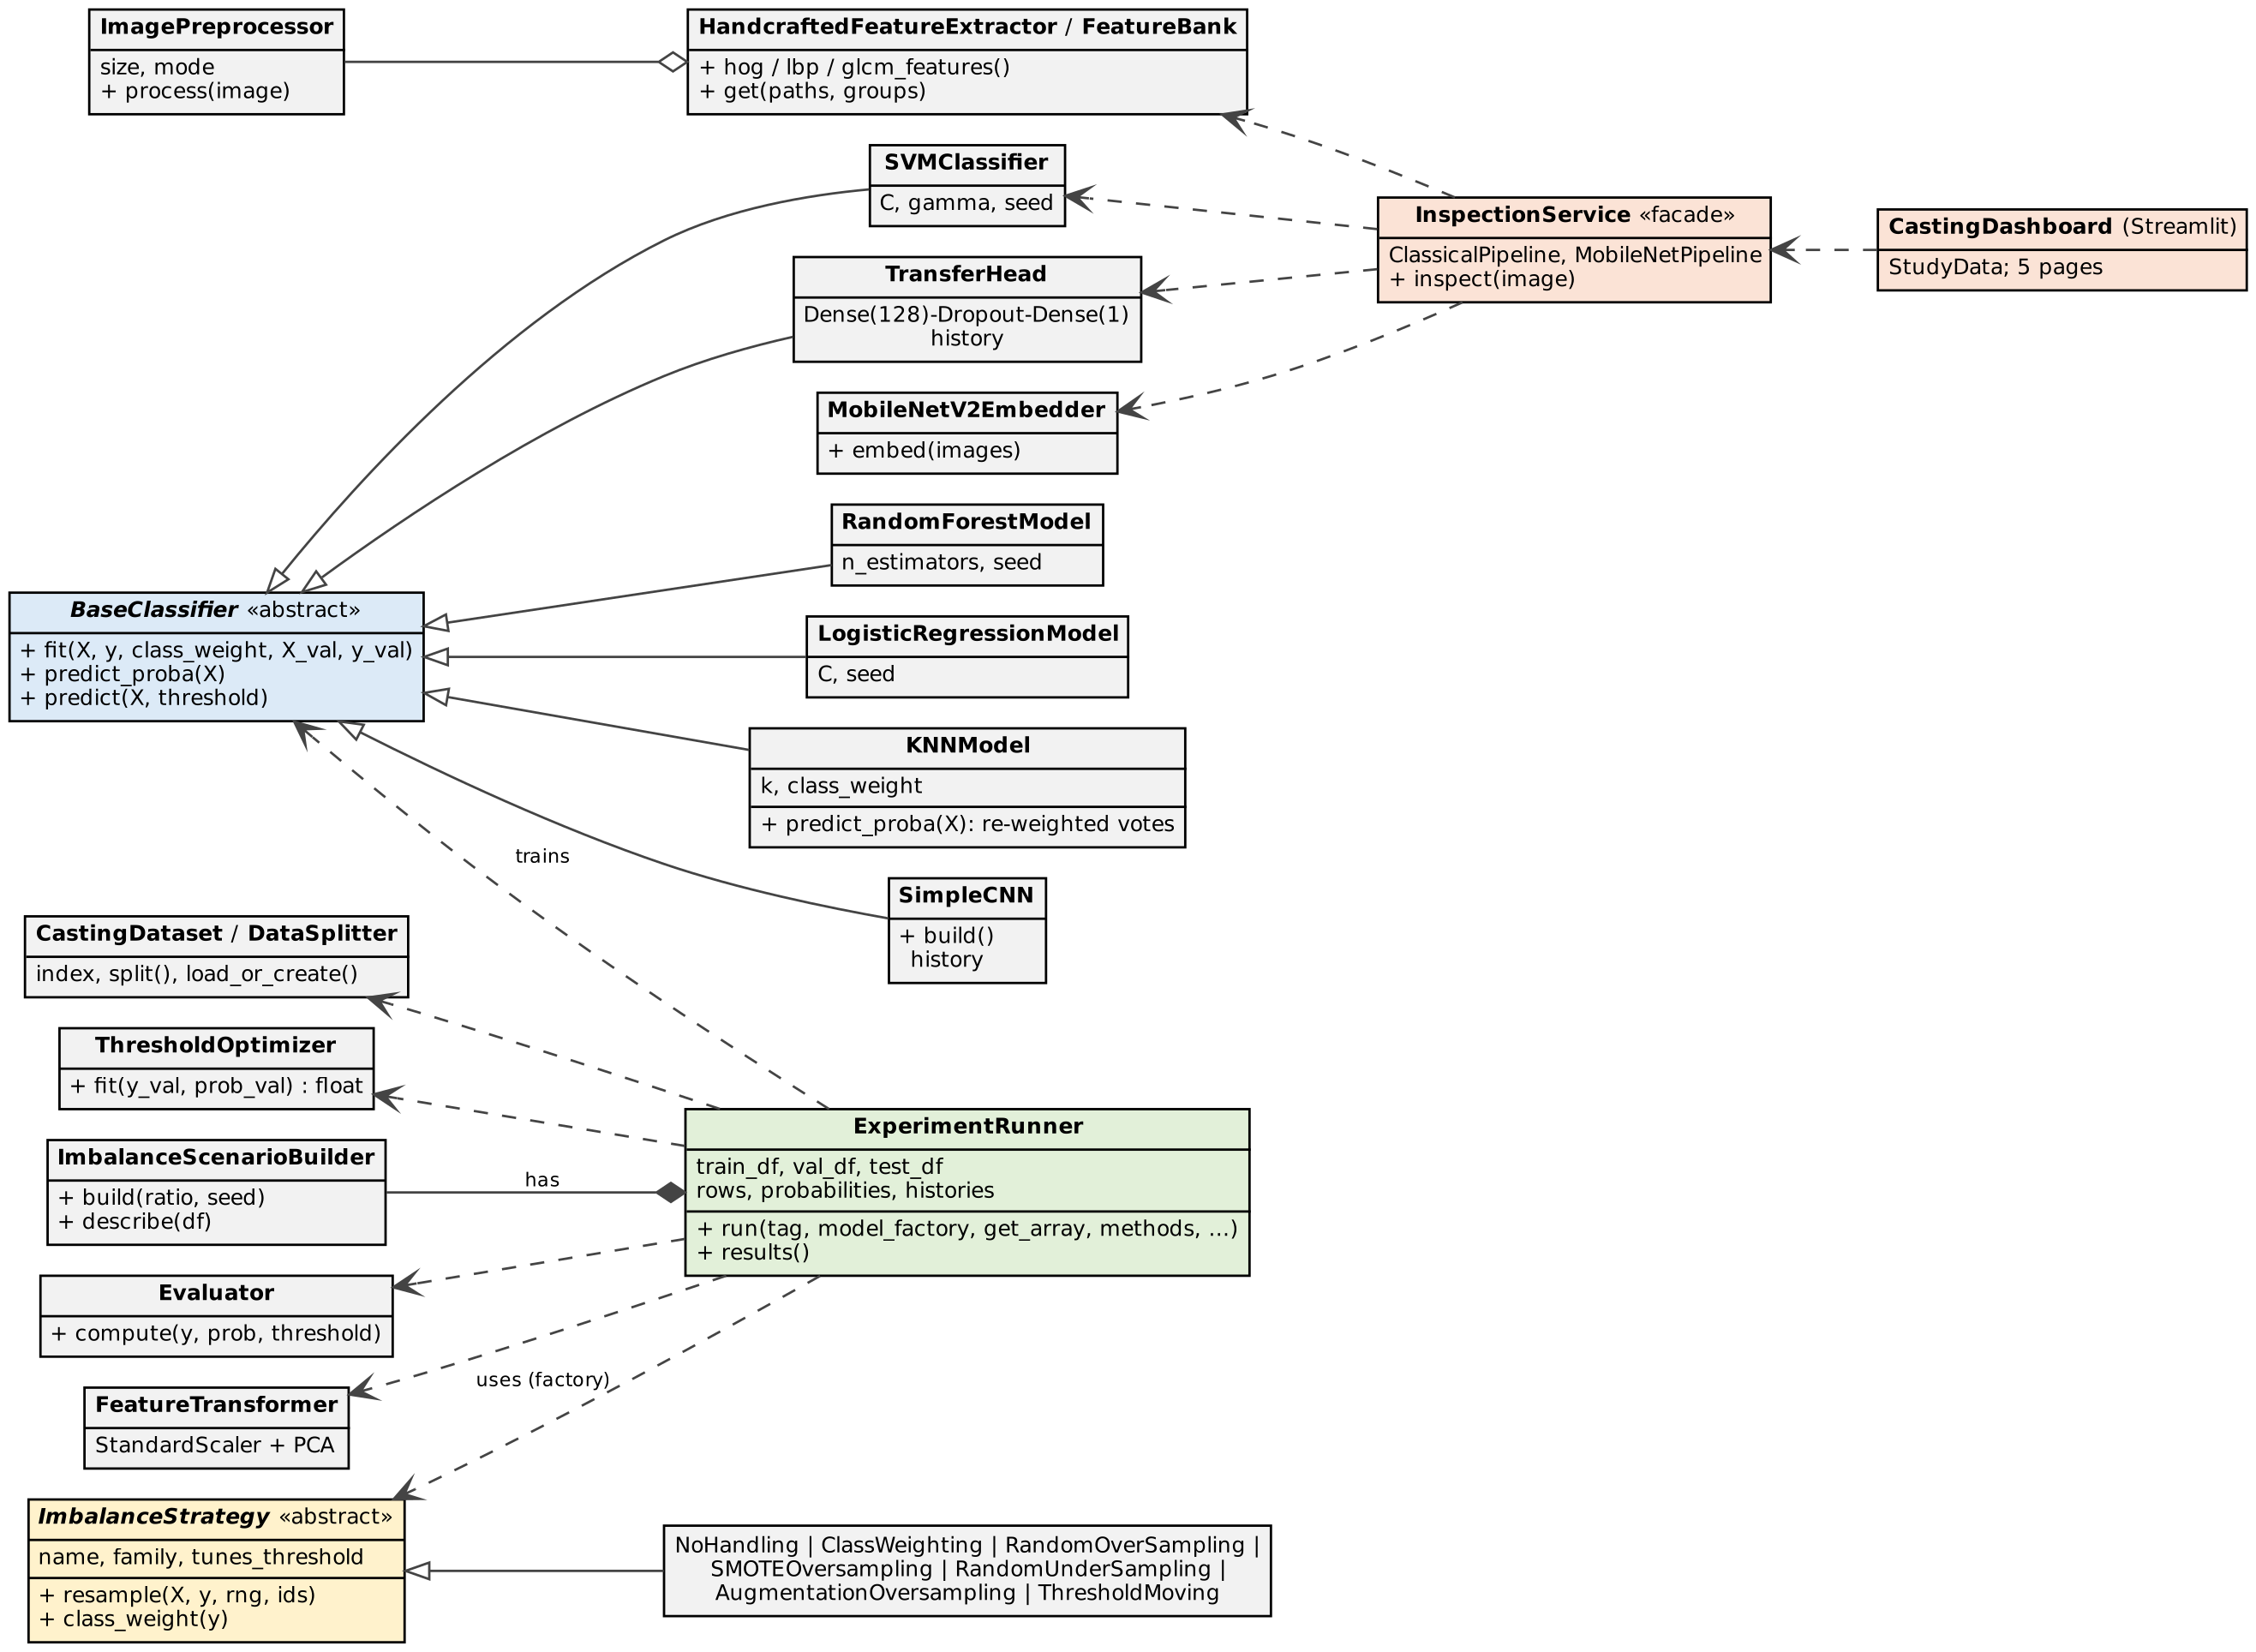 ImagePreprocessor
size, mode
+ process(image)
HandcraftedFeatureExtractor / FeatureBank
+ hog / lbp / glcm_features()
+ get(paths, groups)
SVMClassifier
C, gamma, seed
TransferHead
Dense(128)-Dropout-Dense(1)
history
InspectionService «facade»
ClassicalPipeline, MobileNetPipeline
+ inspect(image)
CastingDashboard (Streamlit)
StudyData; 5 pages
MobileNetV2Embedder
+ embed(images)
RandomForestModel
n_estimators, seed
BaseClassifier «abstract»
+ fit(X, y, class_weight, X_val, y_val)
+ predict_proba(X)
+ predict(X, threshold)
LogisticRegressionModel
C, seed
KNNModel
k, class_weight
+ predict_proba(X): re-weighted votes
trains
SimpleCNN
+ build()
history
CastingDataset / DataSplitter
index, split(), load_or_create()
ThresholdOptimizer
+ fit(y_val, prob_val) : float
ImbalanceScenarioBuilder
+ build(ratio, seed)
+ describe(df)
has
ExperimentRunner
train_df, val_df, test_df
rows, probabilities, histories
+ run(tag, model_factory, get_array, methods, ...)
+ results()
Evaluator
+ compute(y, prob, threshold)
FeatureTransformer
StandardScaler + PCA
uses (factory)
ImbalanceStrategy «abstract»
name, family, tunes_threshold
+ resample(X, y, rng, ids)
+ class_weight(y)
NoHandling | ClassWeighting | RandomOverSampling |
SMOTEOversampling | RandomUnderSampling |
AugmentationOversampling | ThresholdMoving